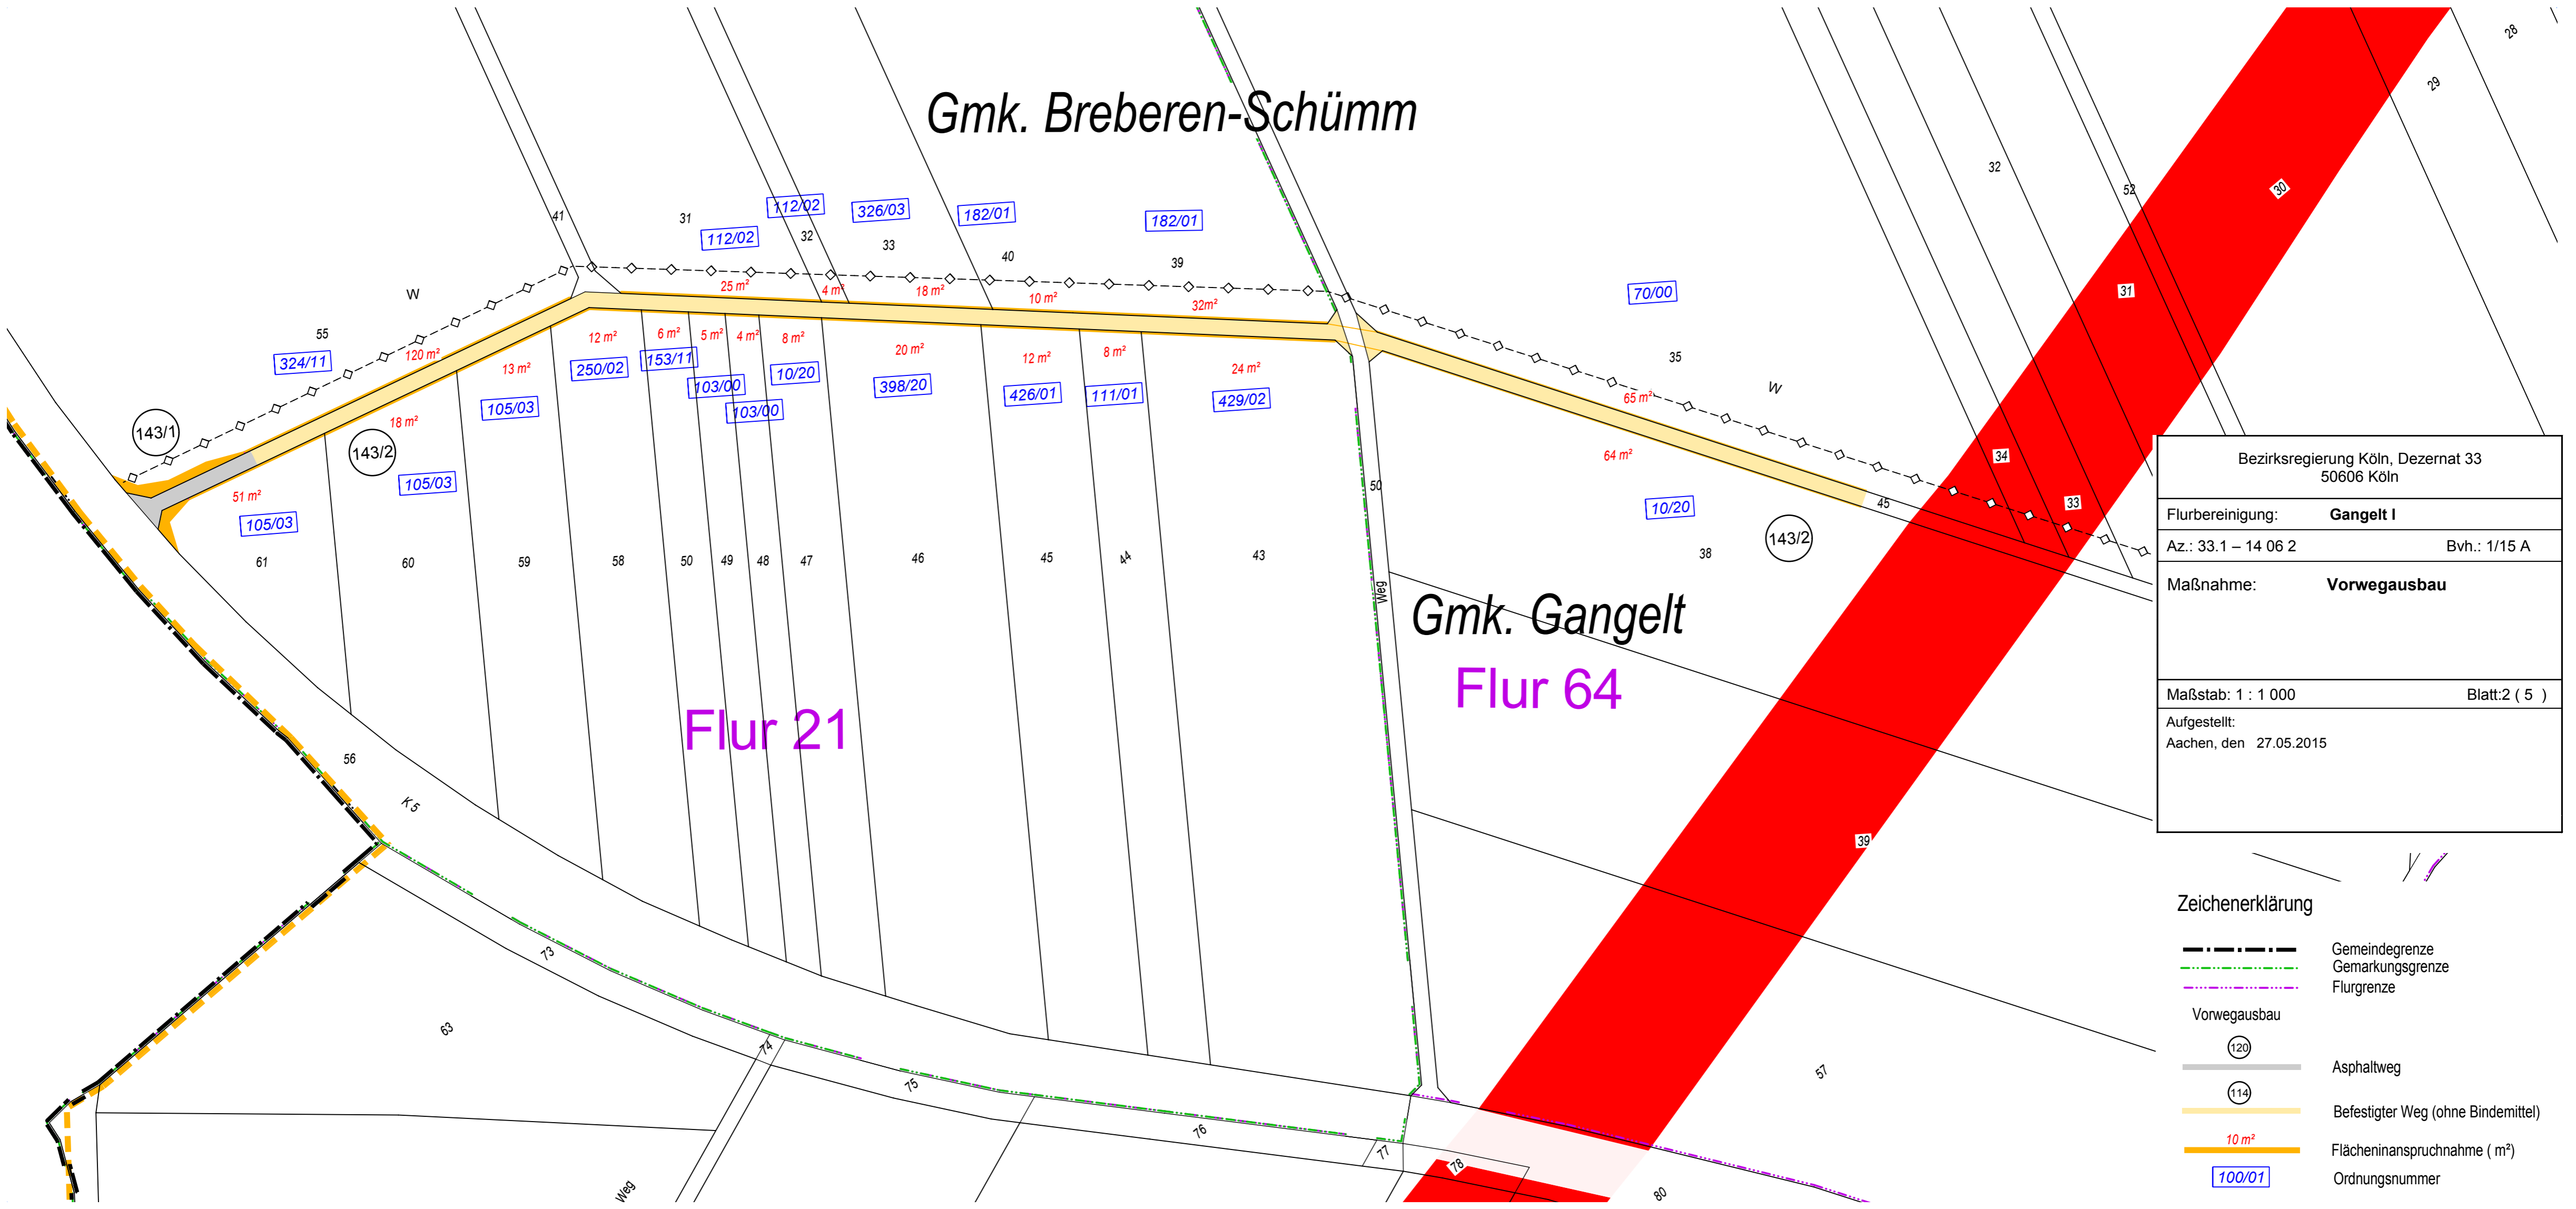 Gmk. Breberen-Schümm
28
29
30
32
52
31
41
31
112/02
112/02
32
326/03
33
182/01
40
182/01
39
70/00
35
W
W
55
324/11
120 m²
25 m²
4 m²
18 m²
10 m²
32m²
65 m²
64 m²
12 m²
6 m²
5 m²
4 m²
8 m²
20 m²
12 m²
8 m²
24 m²
13 m²
18 m²
51 m²
250/02
153/11
103/00
103/00
10/20
398/20
426/01
111/01
429/02
105/03
105/03
105/03
143/1
143/2
143/2
10/20
38
45
34
33
50
Weg
61
60
59
58
50
49
48
47
46
45
44
43
Gmk. Gangelt
Flur 64
Flur 21
56
K 5
39
73
63
74
75
76
77
78
80
57
Weg
Bezirksregierung Köln, Dezernat 33
50606 Köln
Flurbereinigung: Gangelt I
Az.: 33.1 – 14 06 2 Bvh.: 1/15 A
Maßnahme: Vorwegausbau
Maßstab: 1 : 1 000 Blatt:2 ( 5 )
Aufgestellt:
Aachen, den 27.05.2015
Zeichenerklärung
Gemeindegrenze
Gemarkungsgrenze
Flurgrenze
Vorwegausbau
120
Asphaltweg
114
Befestigter Weg (ohne Bindemittel)
10 m²
Flächeninanspruchnahme ( m²)
100/01 Ordnungsnummer